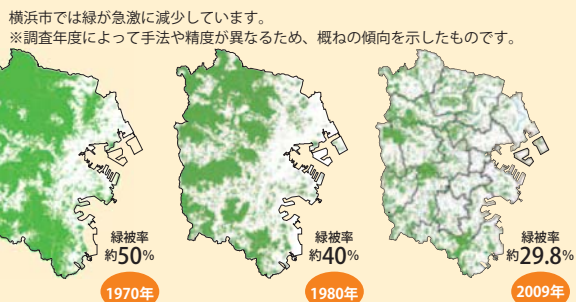 横浜市では緑が急激に減少しています。
※調査年度によって手法や精度が異なるため、概ねの傾向を示したものです。
緑被率
約50%
1970年
緑被率
約40%
1980年
緑被率
約29.8%
2009年